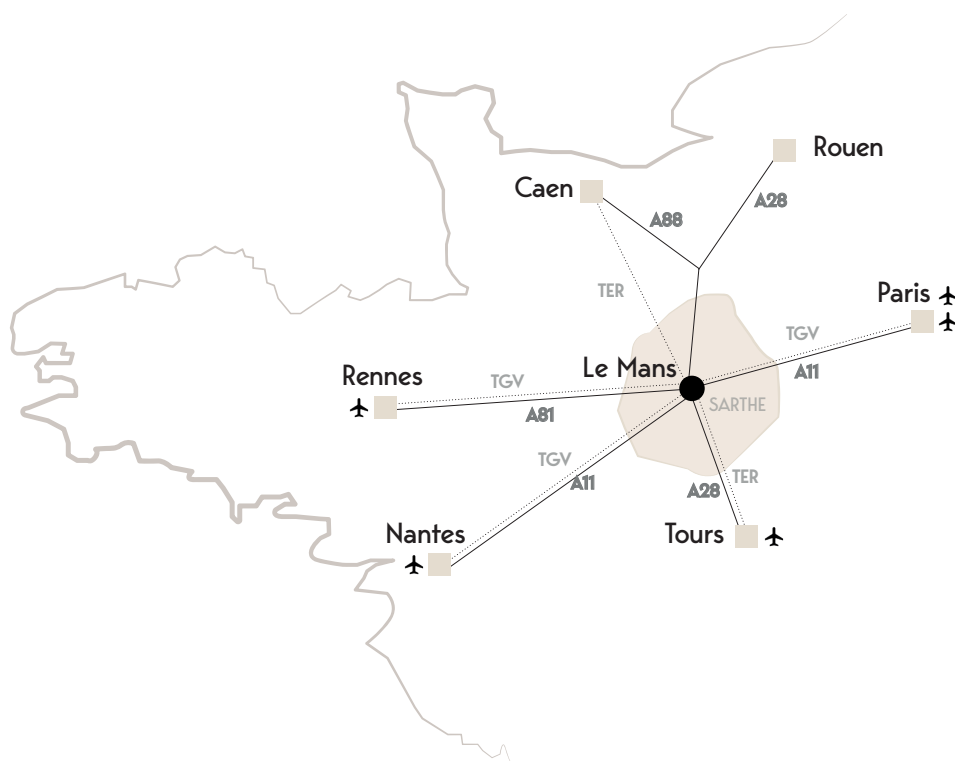 Rouen
Caen
A28
A88
TER
Paris
TGV
Le Mans
A11
Rennes
TGV
SARTHE
A81
TGV
TER
A11
A28
Nantes
Tours